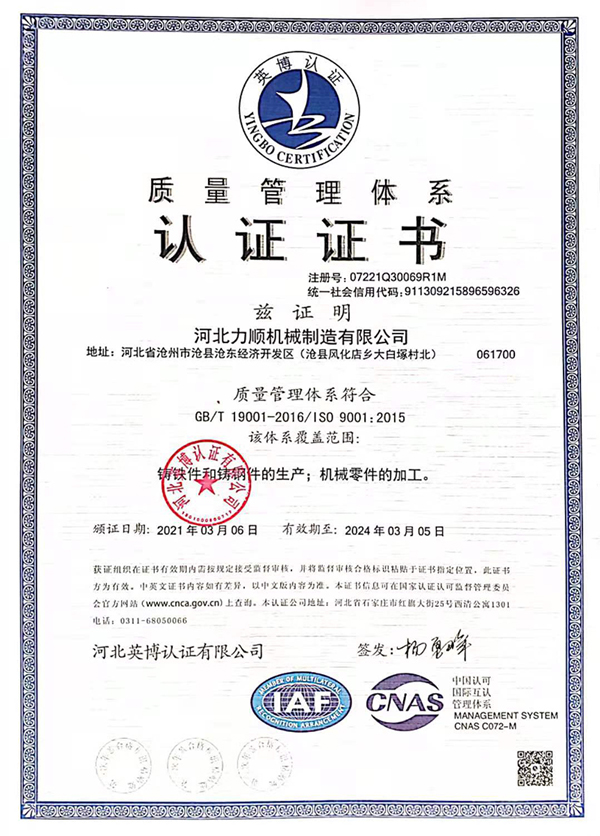 英博认证
YINGBO CERTIFICATION
质量管理体系
认证证书
注册号: 07221Q30069R1M
统一社会信用代码: 911309215896596326
兹证明
河北力顺机械制造有限公司
地址: 河北省沧州市沧县沧东经济开发区(沧县风化店乡大白塚村北) 061700
质量管理体系符合
GB/T 19001-2016/ISO 9001:2015
该体系覆盖范围:
铸铁件和铸钢件的生产; 机械零件的加工。
河北英博认证有限公司
颁证日期: 2021年03月06日 有效期至: 2024年03月05日
获证组织在证书有效期内需按规定接受监督审核, 并将监督审核合格标识粘贴于证书指定位置, 此证书
方为有效。中英文证书内容如有差异, 以中文版内容为准。本证书信息可在国家认证认可监督管理委员
会官方网站 (www.cnca.gov.cn) 上查询。本认证公司地址: 河北省石家庄市红旗大街25号西清公寓1301
电话: 0311-68050066
河北英博认证有限公司 签发:
MEMBER OF MULTILATERAL
IAF
RECOGNITION ARRANGEMENT
CNAS
中国认可
国际互认
管理体系
MANAGEMENT SYSTEM
CNAS C072-M